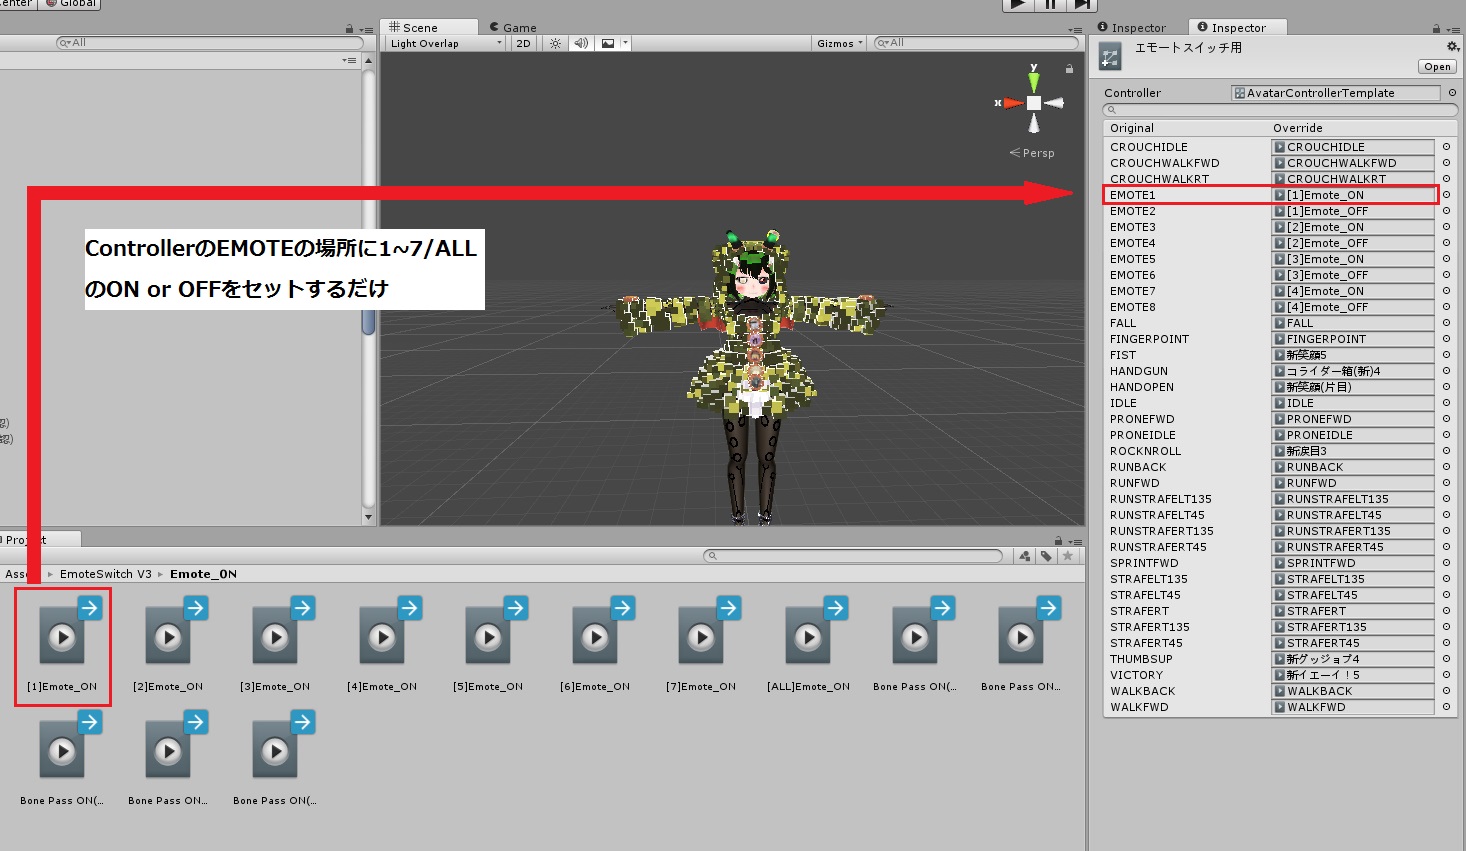 Center
Global
All
Scene
Game
Light Overlap
2D
Gizmos
All
y
x
Persp
ControllerのEMOTEの場所に1~7/ALL
のON or OFFをセットするだけ
認)
Project
EmoteSwitch V3
Emote_ON
[1]Emote_ON
[2]Emote_ON
[3]Emote_ON
[4]Emote_ON
[5]Emote_ON
[6]Emote_ON
[7]Emote_ON
[ALL]Emote_ON
Bone Pass ON(...
Bone Pass ON...
Bone Pass ON(...
Bone Pass ON...
Bone Pass ON(...
Inspector
Inspector
エモートスイッチ用
Open
Controller
AvatarControllerTemplate
Original Override
CROUCHIDLE CROUCHIDLE
CROUCHWALKFWD CROUCHWALKFWD
CROUCHWALKRT CROUCHWALKRT
EMOTE1 [1]Emote_ON
EMOTE2 [1]Emote_OFF
EMOTE3 [2]Emote_ON
EMOTE4 [2]Emote_OFF
EMOTE5 [3]Emote_ON
EMOTE6 [3]Emote_OFF
EMOTE7 [4]Emote_ON
EMOTE8 [4]Emote_OFF
FALL FALL
FINGERPOINT FINGERPOINT
FIST 新笑顔5
HANDGUN コライダー箱(新)4
HANDOPEN 新笑顔(片目)
IDLE IDLE
PRONEFWD PRONEFWD
PRONEIDLE PRONEIDLE
ROCKNROLL 新涙目3
RUNBACK RUNBACK
RUNFWD RUNFWD
RUNSTRAFELT135 RUNSTRAFELT135
RUNSTRAFELT45 RUNSTRAFELT45
RUNSTRAFERT135 RUNSTRAFERT135
RUNSTRAFERT45 RUNSTRAFERT45
SPRINTFWD SPRINTFWD
STRAFELT135 STRAFELT135
STRAFELT45 STRAFELT45
STRAFERT STRAFERT
STRAFERT135 STRAFERT135
STRAFERT45 STRAFERT45
THUMBSUP 新グッジョブ4
VICTORY 新イエーイ！5
WALKBACK WALKBACK
WALKFWD WALKFWD